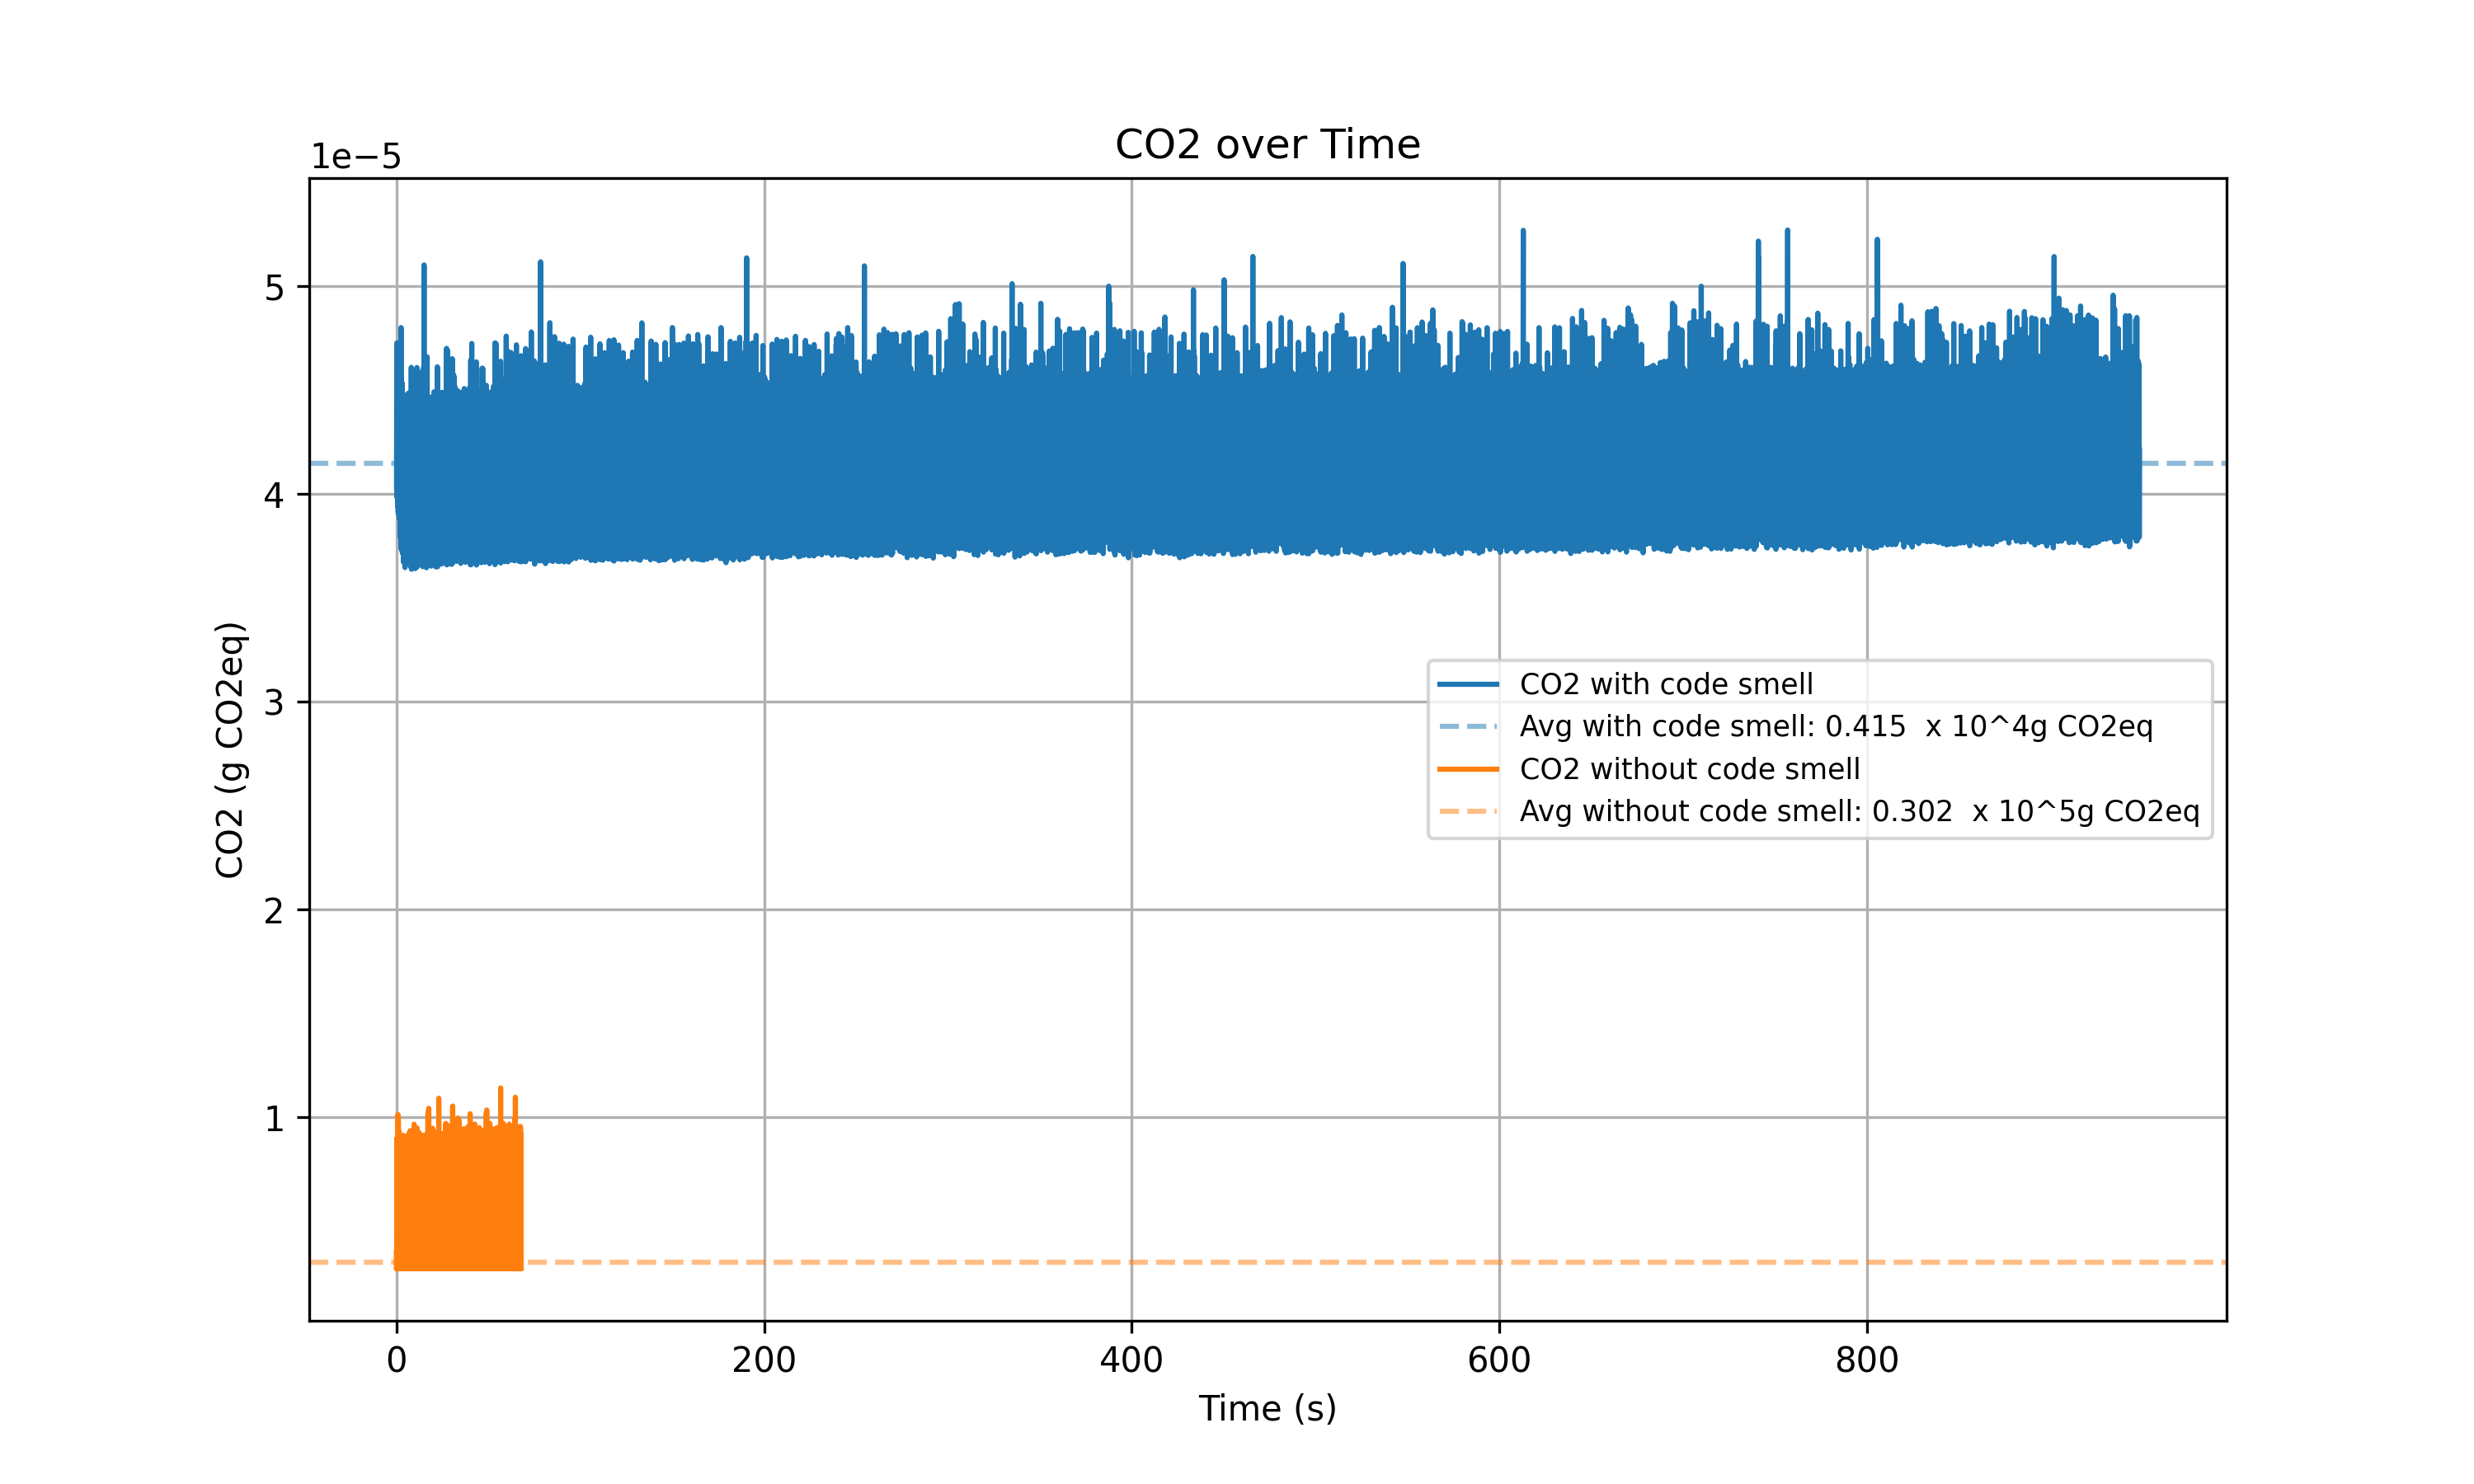 CO2 over Time
1e−5
5
4
3
2
1
CO2 (g CO2eq)
CO2 with code smell
Avg with code smell: 0.415  x 10^4g CO2eq
CO2 without code smell
Avg without code smell: 0.302  x 10^5g CO2eq
0 200 400 600 800
Time (s)